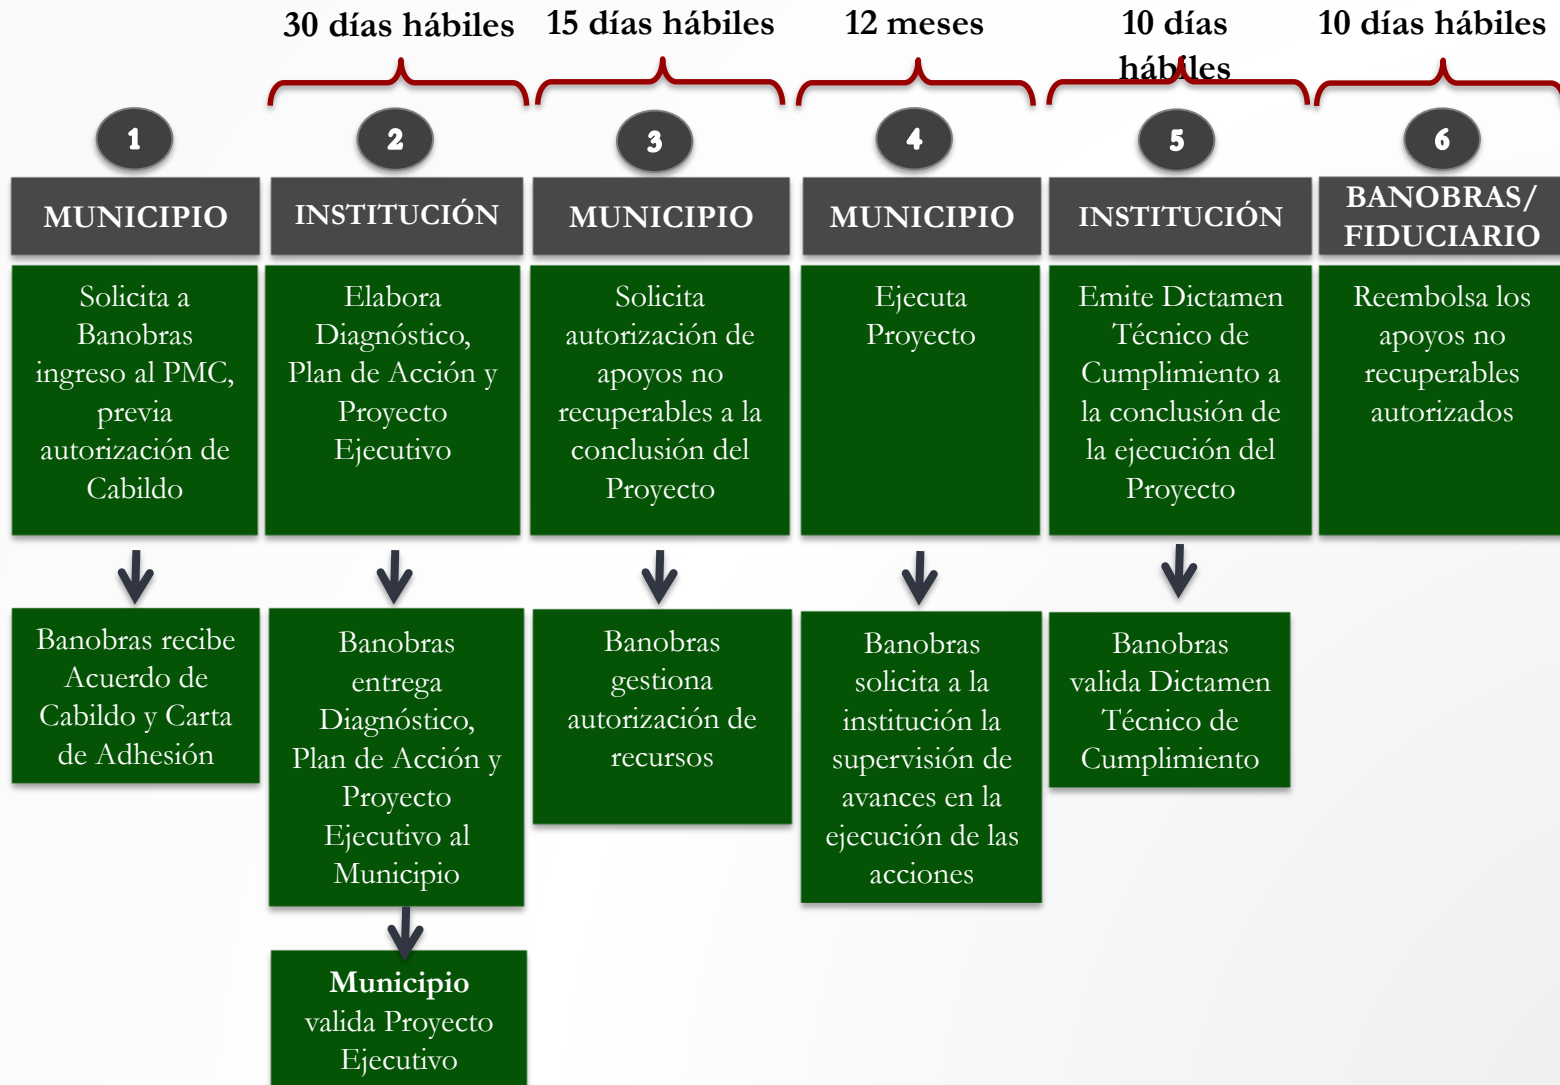 30 días hábiles
15 días hábiles
12 meses
10 días
hábiles
10 días hábiles
1
2
3
4
5
6
MUNICIPIO
INSTITUCIÓN
MUNICIPIO
MUNICIPIO
INSTITUCIÓN
BANOBRAS/
FIDUCIARIO
Solicita a
Banobras
ingreso al PMC,
previa
autorización de
Cabildo
Elabora
Diagnóstico,
Plan de Acción y
Proyecto
Ejecutivo
Solicita
autorización de
apoyos no
recuperables a la
conclusión del
Proyecto
Ejecuta
Proyecto
Emite Dictamen
Técnico de
Cumplimiento a
la conclusión de
la ejecución del
Proyecto
Reembolsa los
apoyos no
recuperables
autorizados
Banobras recibe
Acuerdo de
Cabildo y Carta
de Adhesión
Banobras
entrega
Diagnóstico,
Plan de Acción y
Proyecto
Ejecutivo al
Municipio
Banobras
gestiona
autorización de
recursos
Banobras
solicita a la
institución la
supervisión de
avances en la
ejecución de las
acciones
Banobras
valida Dictamen
Técnico de
Cumplimiento
Municipio
valida Proyecto
Ejecutivo